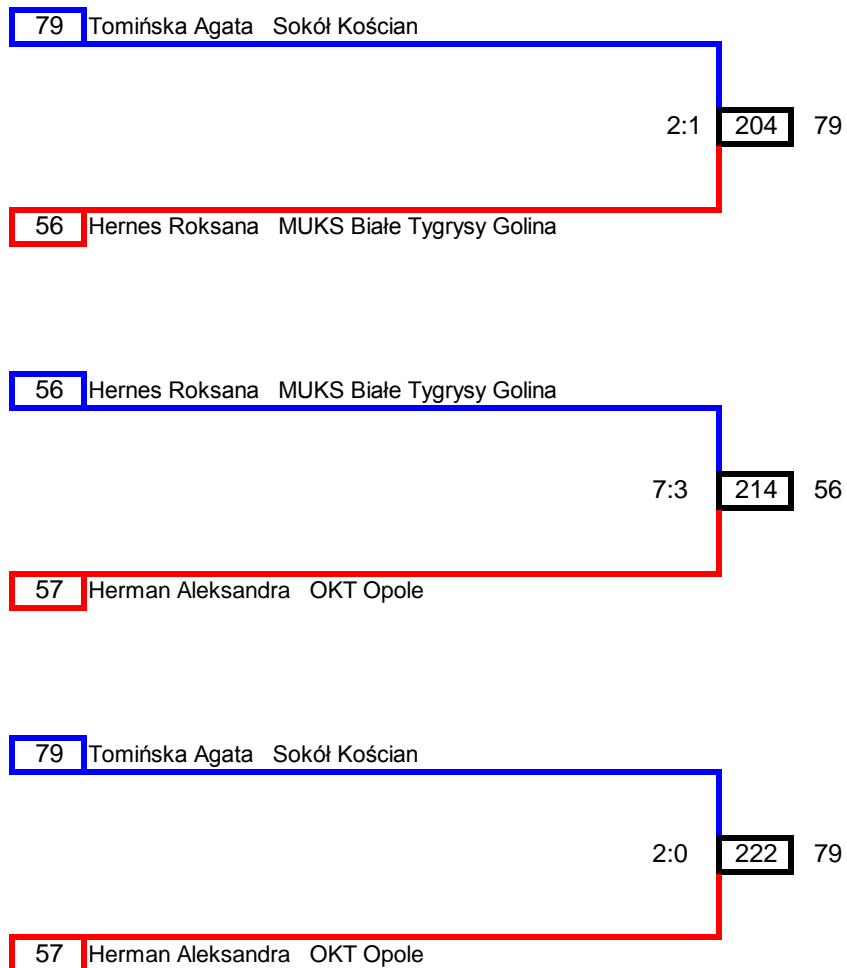 79 Tomińska Agata Sokół Kościan
2:1 204 79
56 Hernes Roksana MUKS Białe Tygrysy Golina
56 Hernes Roksana MUKS Białe Tygrysy Golina
7:3 214 56
57 Herman Aleksandra OKT Opole
79 Tomińska Agata Sokół Kościan
2:0 222 79
57 Herman Aleksandra OKT Opole